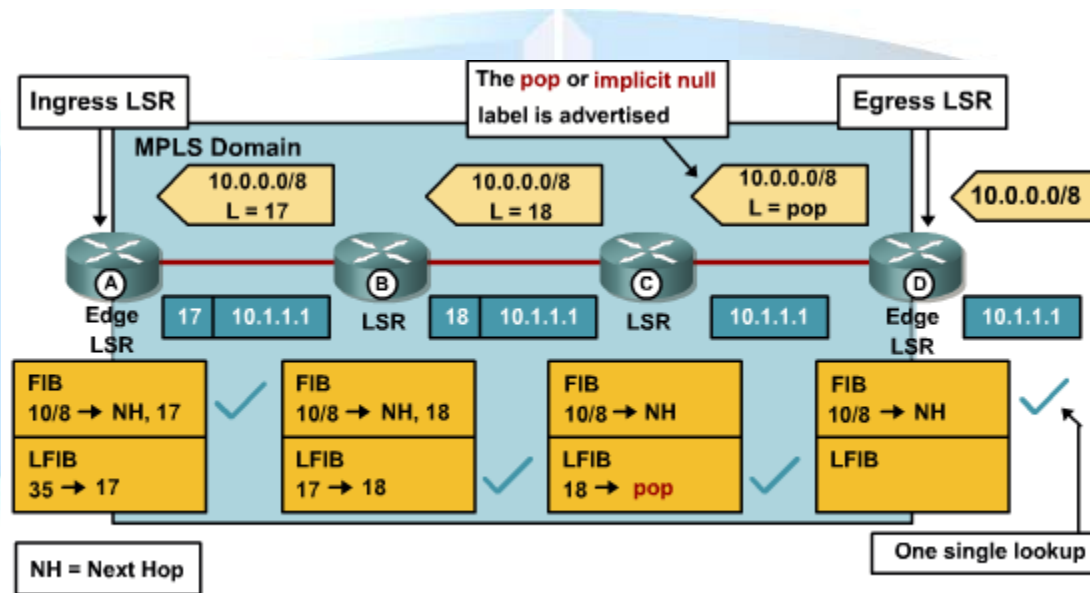 The pop or implicit null
label is advertised
Ingress LSR
Egress LSR
MPLS Domain
10.0.0.0/8
L = 17
10.0.0.0/8
L = 18
10.0.0.0/8
L = pop
10.0.0.0/8
A
B
C
D
Edge
LSR
17 10.1.1.1
LSR
18 10.1.1.1
LSR
10.1.1.1
Edge
LSR
10.1.1.1
FIB
10/8 → NH, 17
LFIB
35 → 17
FIB
10/8 → NH, 18
LFIB
17 → 18
FIB
10/8 → NH
LFIB
18 → pop
FIB
10/8 → NH
LFIB
One single lookup
NH = Next Hop